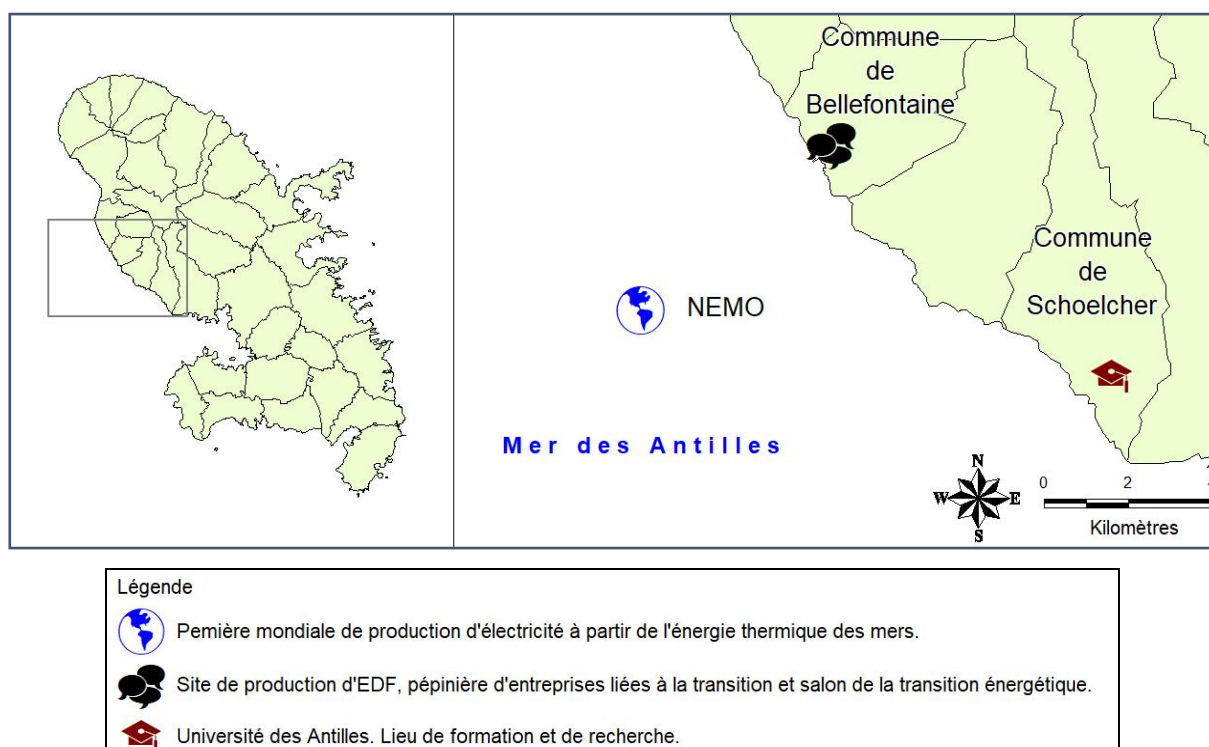 Commune
de
Bellefontaine
Commune
de
Schoelcher
NEMO
Mer des Antilles
N
W E
S
0 2
Kilomètres
Légende
Pemière mondiale de production d'électricité à partir de l'énergie thermique des mers.
Site de production d'EDF, pépinière d'entreprises liées à la transition et salon de la transition énergétique.
Université des Antilles. Lieu de formation et de recherche.